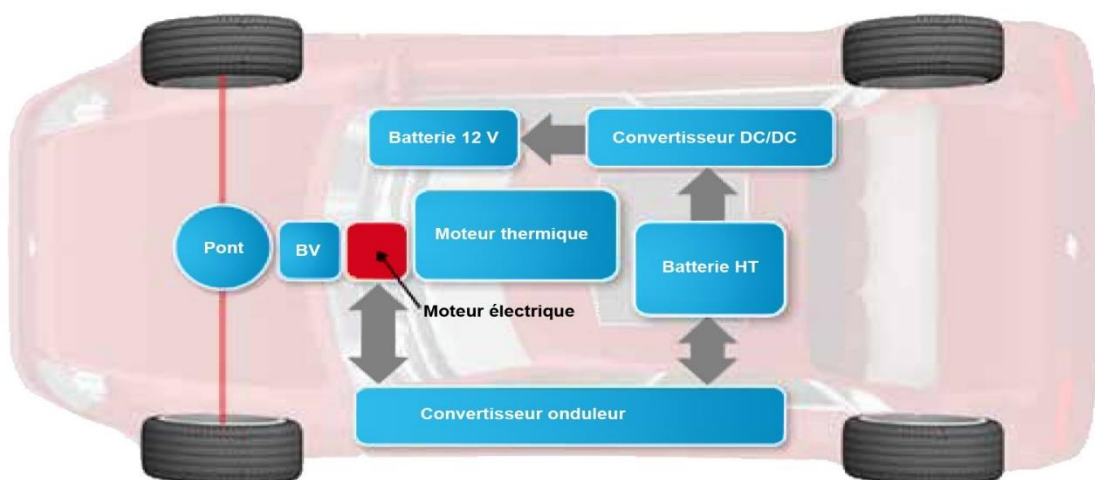 Batterie 12 V
Convertisseur DC/DC
Pont
BV
Moteur thermique
Batterie HT
Moteur électrique
Convertisseur onduleur